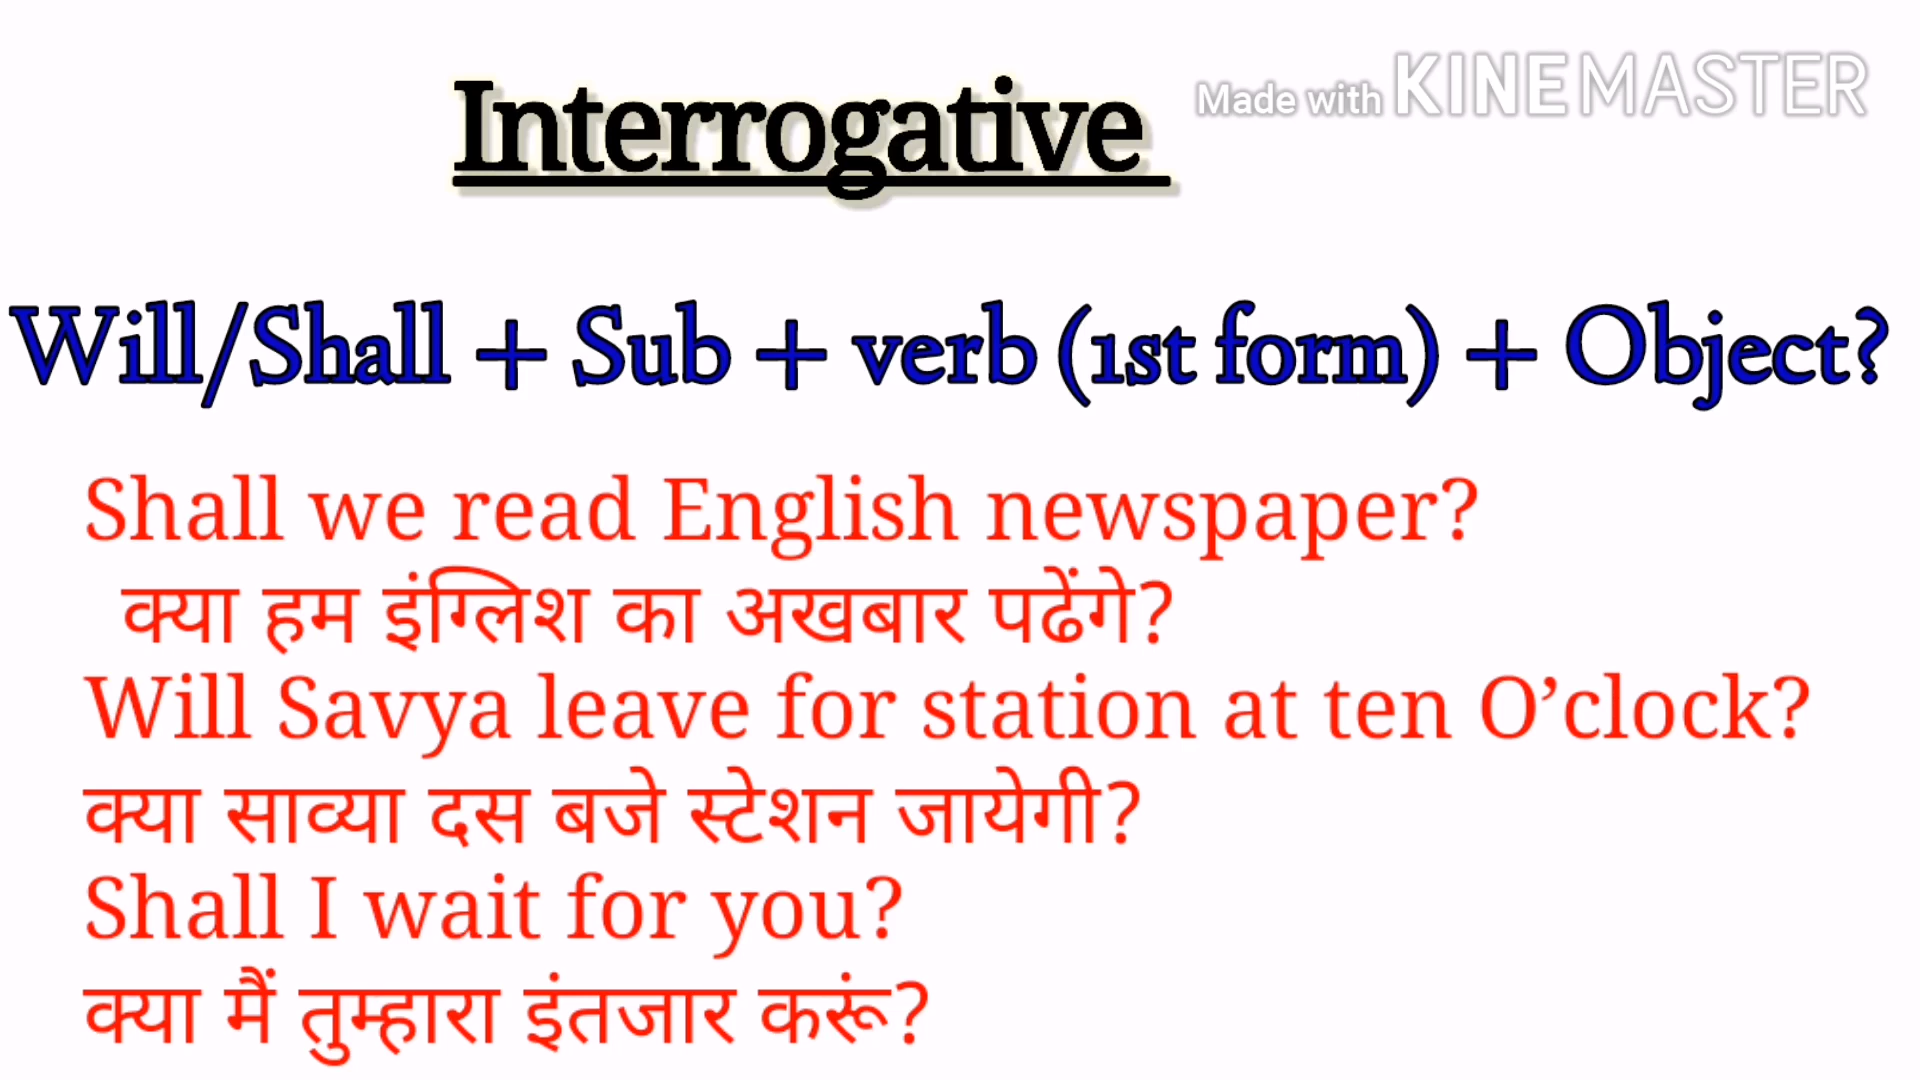 Interrogative
Made with KINEMASTER
Will/Shall + Sub + verb (1st form) + Object?
Shall we read English newspaper?
क्या हम इंग्लिश का अखबार पढेंगे?
Will Savya leave for station at ten O’clock?
क्या साव्या दस बजे स्टेशन जायेगी?
Shall I wait for you?
क्या मैं तुम्हारा इंतजार करूं?